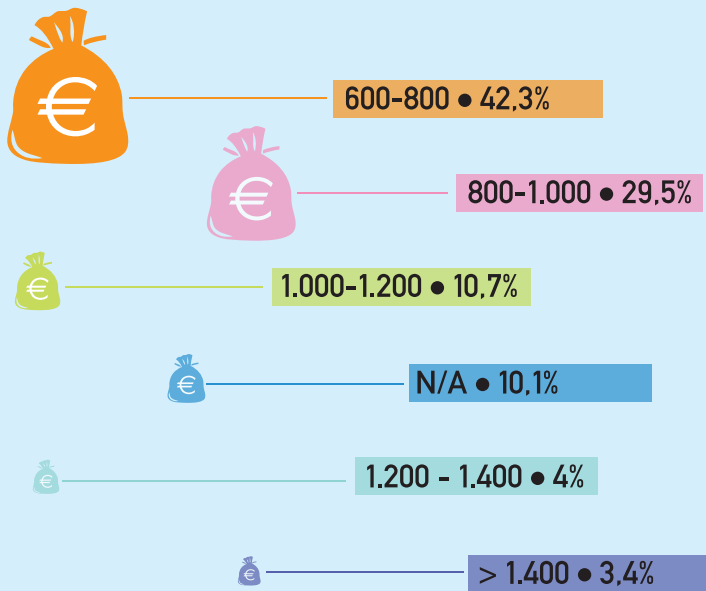 €
600-800 ● 42,3%
€
800-1.000 ● 29,5%
€
1.000-1.200 ● 10,7%
€
N/A ● 10,1%
€
1.200 - 1.400 ● 4%
€
> 1.400 ● 3,4%